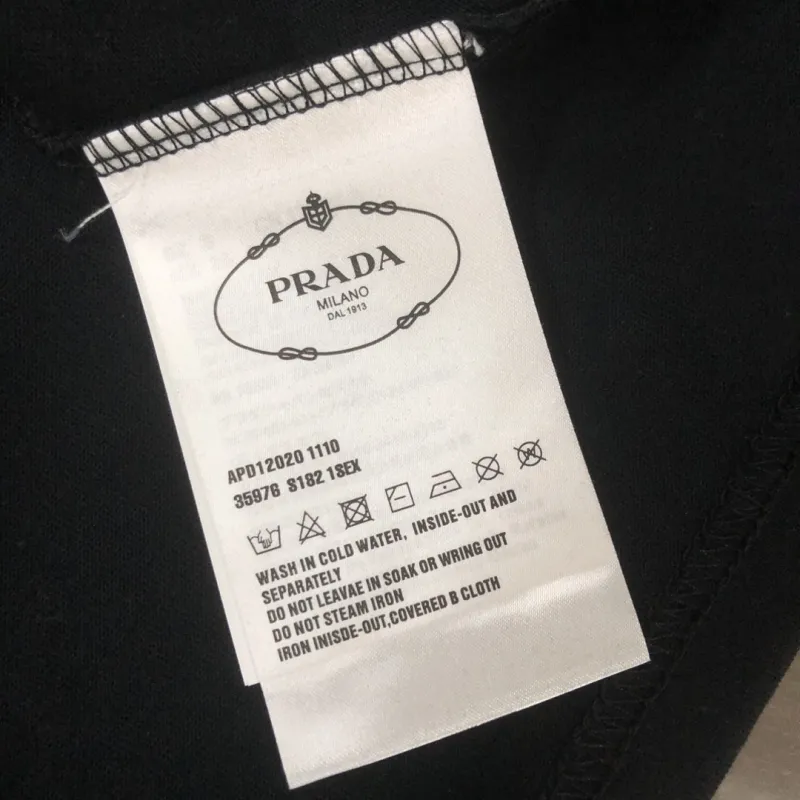 PRADA
MILANO
DAL 1913
APD12020 1110
35976 S182 1SEX
WASH IN COLD WATER, INSIDE-OUT AND
SEPARATELY
DO NOT LEAVAE IN SOAK OR WRING OUT
DO NOT STEAM IRON
IRON INISDE-OUT,COVERED B CLOTH